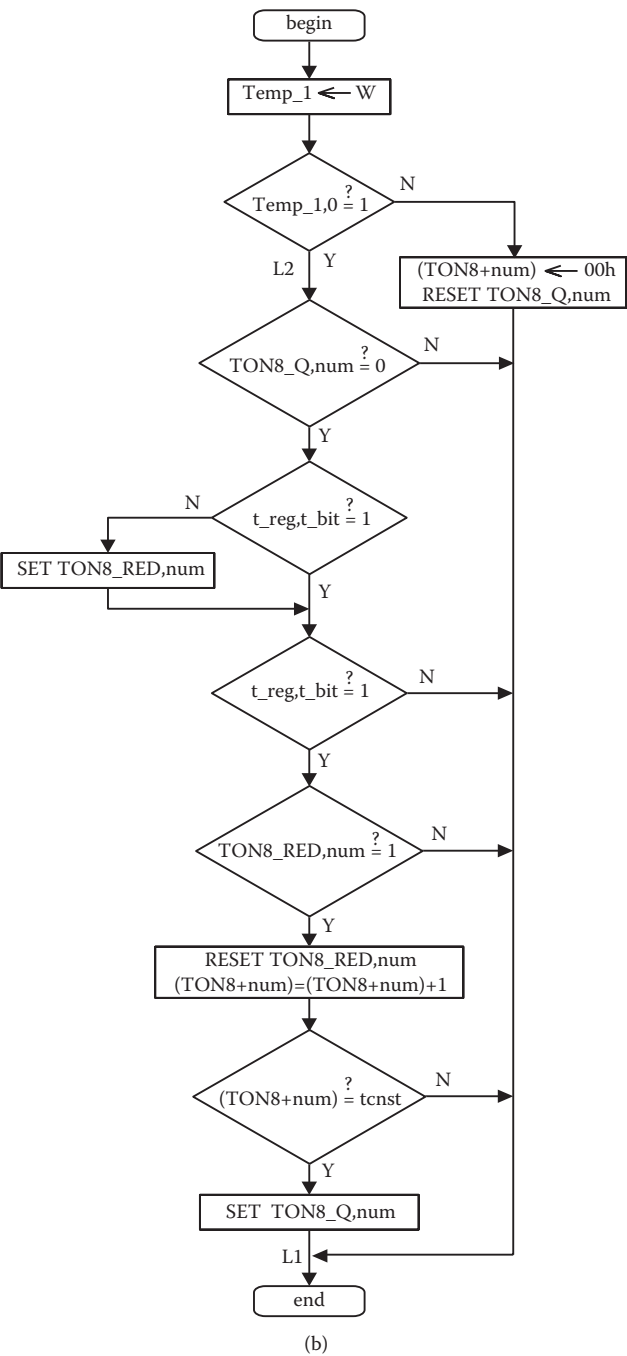 begin
Temp_1 ← W
Temp_1,0 ≟ 1
N
(TON8+num) ← 00h
RESET TON8_Q,num
L2
Y
TON8_Q,num ≟ 0
N
Y
t_reg,t_bit ≟ 1
N
SET TON8_RED,num
Y
t_reg,t_bit ≟ 1
N
Y
TON8_RED,num ≟ 1
N
Y
RESET TON8_RED,num
(TON8+num)=(TON8+num)+1
(TON8+num) ≟ tcnst
N
Y
SET TON8_Q,num
L1
end
(b)